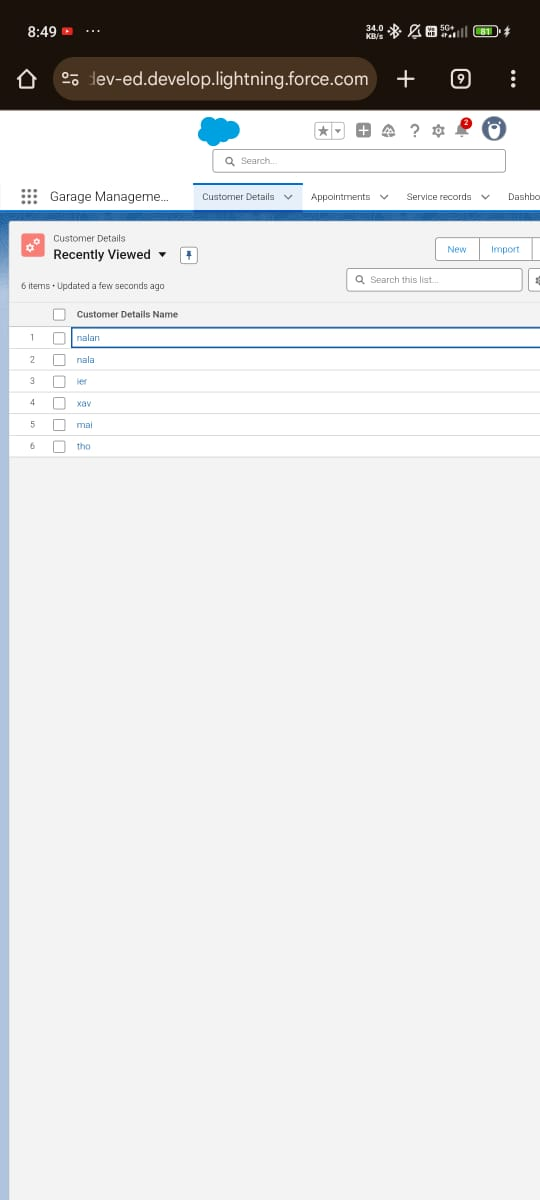 8:49 ...
34.0 KB/s 5G+ 81
dev-ed.develop.lightning.force.com
9
2
Search...
Garage Manageme...
Customer Details
Appointments
Service records
Dashbo
Customer Details
Recently Viewed
New
Import
6 items • Updated a few seconds ago
Search this list...
Customer Details Name
1 nalan
2 nala
3 ier
4 xav
5 mai
6 tho